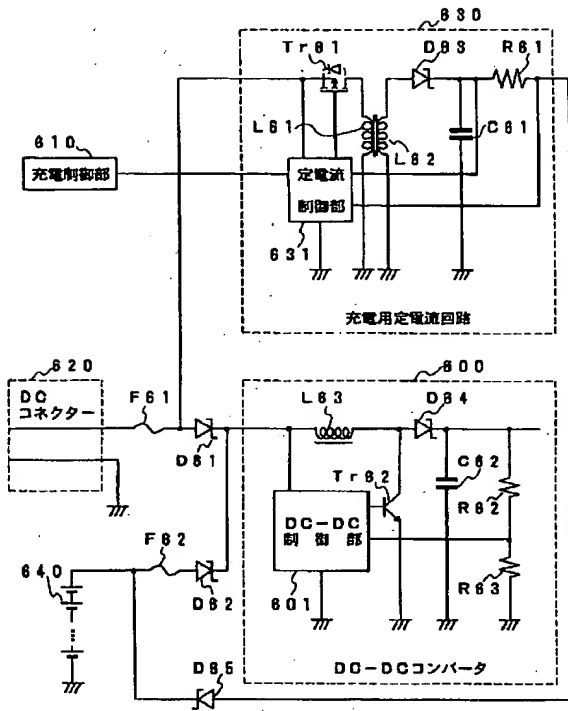 630
Tr61
D63
R61
L61
L62
C61
610
充電制御部
定電流
制御部
631
充電用定電流回路
620
DC
コネクター
F61
D61
600
L63
D64
Tr62
C62
R62
DC-DC
制御部
601
R63
F62
640
D62
D65
DC-DCコンバータ